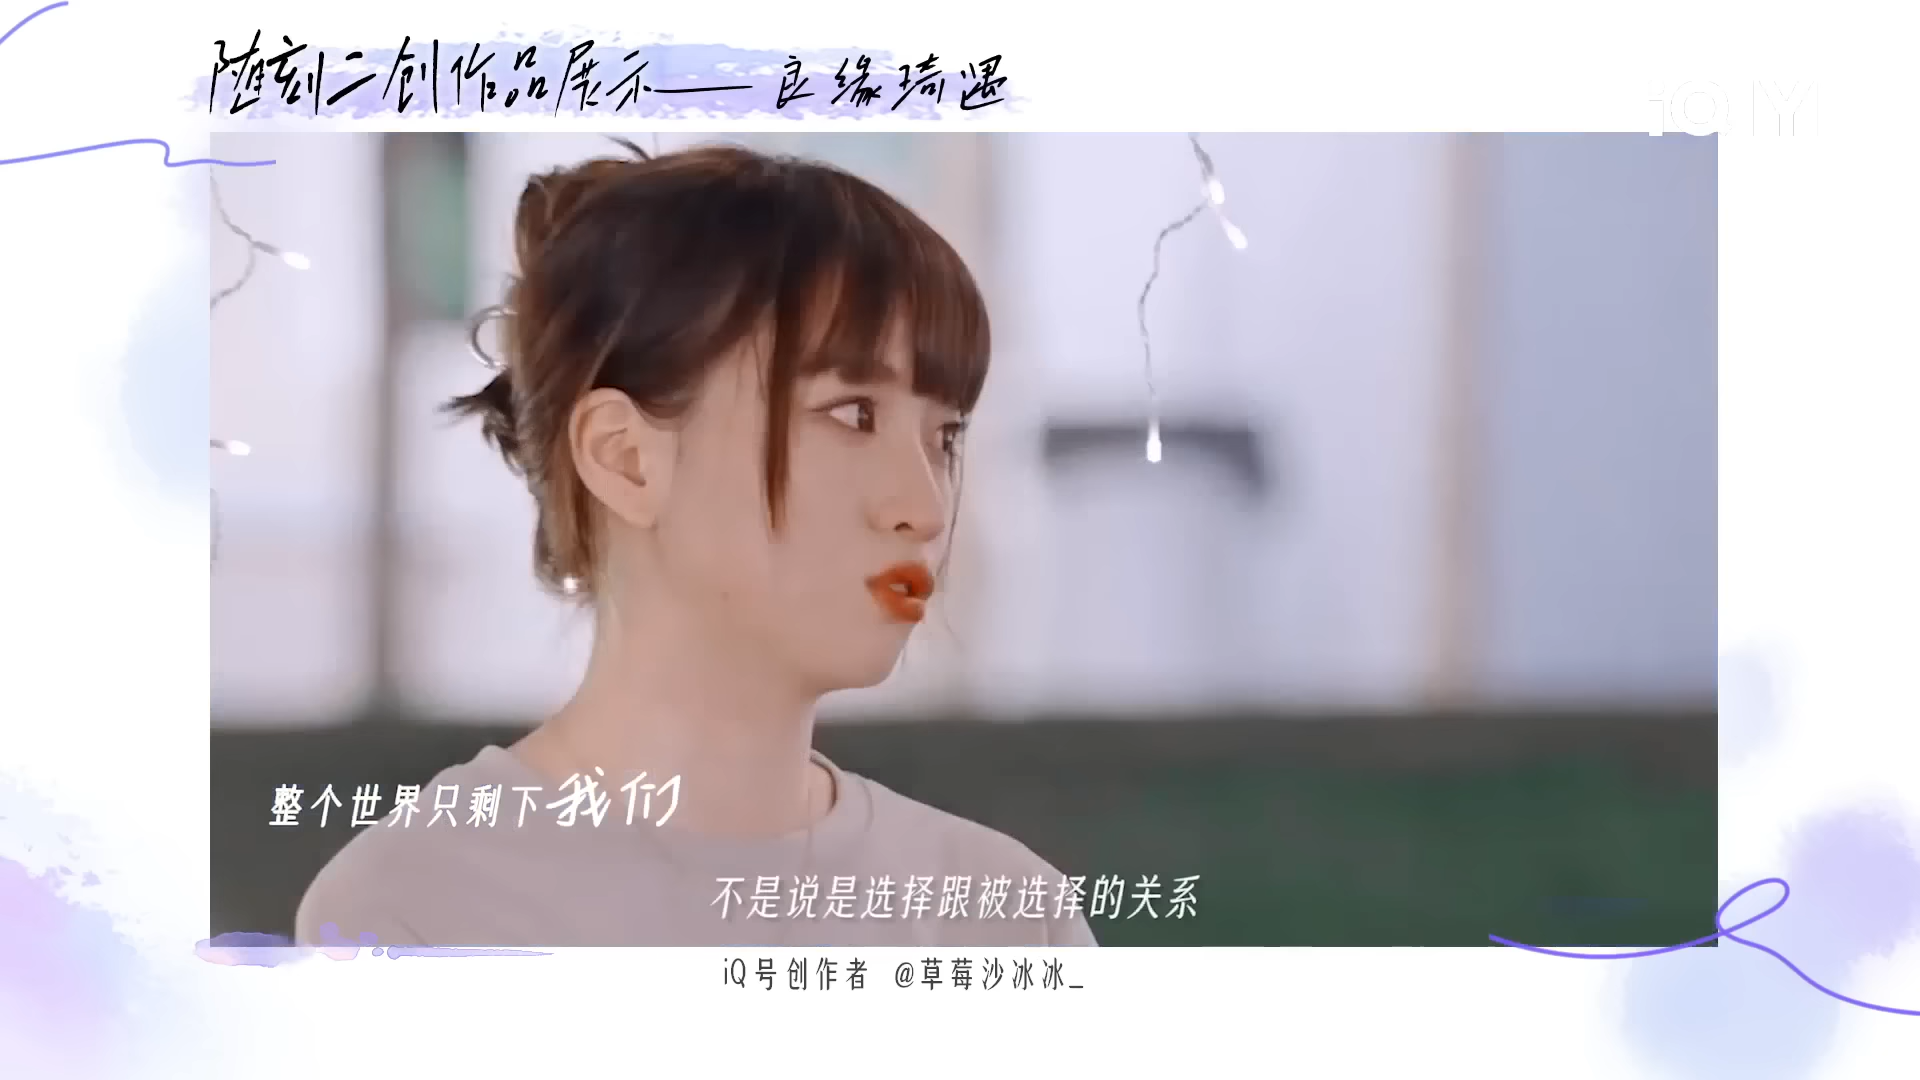 随刻二创作品展示——良缘琦遇
iQIYI
整个世界只剩下我们
不是说是选择跟被选择的关系
iQ号创作者 @草莓沙冰冰_